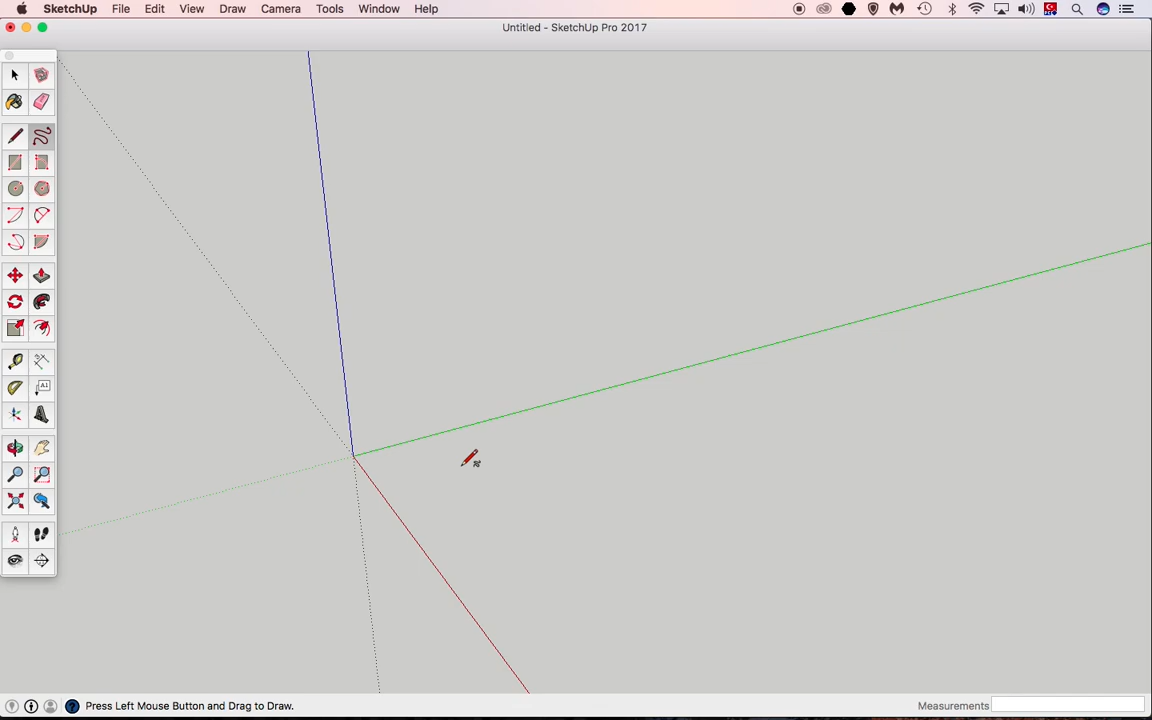 SketchUp File Edit View Draw Camera Tools Window Help
Untitled - SketchUp Pro 2017
A1
Press Left Mouse Button and Drag to Draw.
Measurements